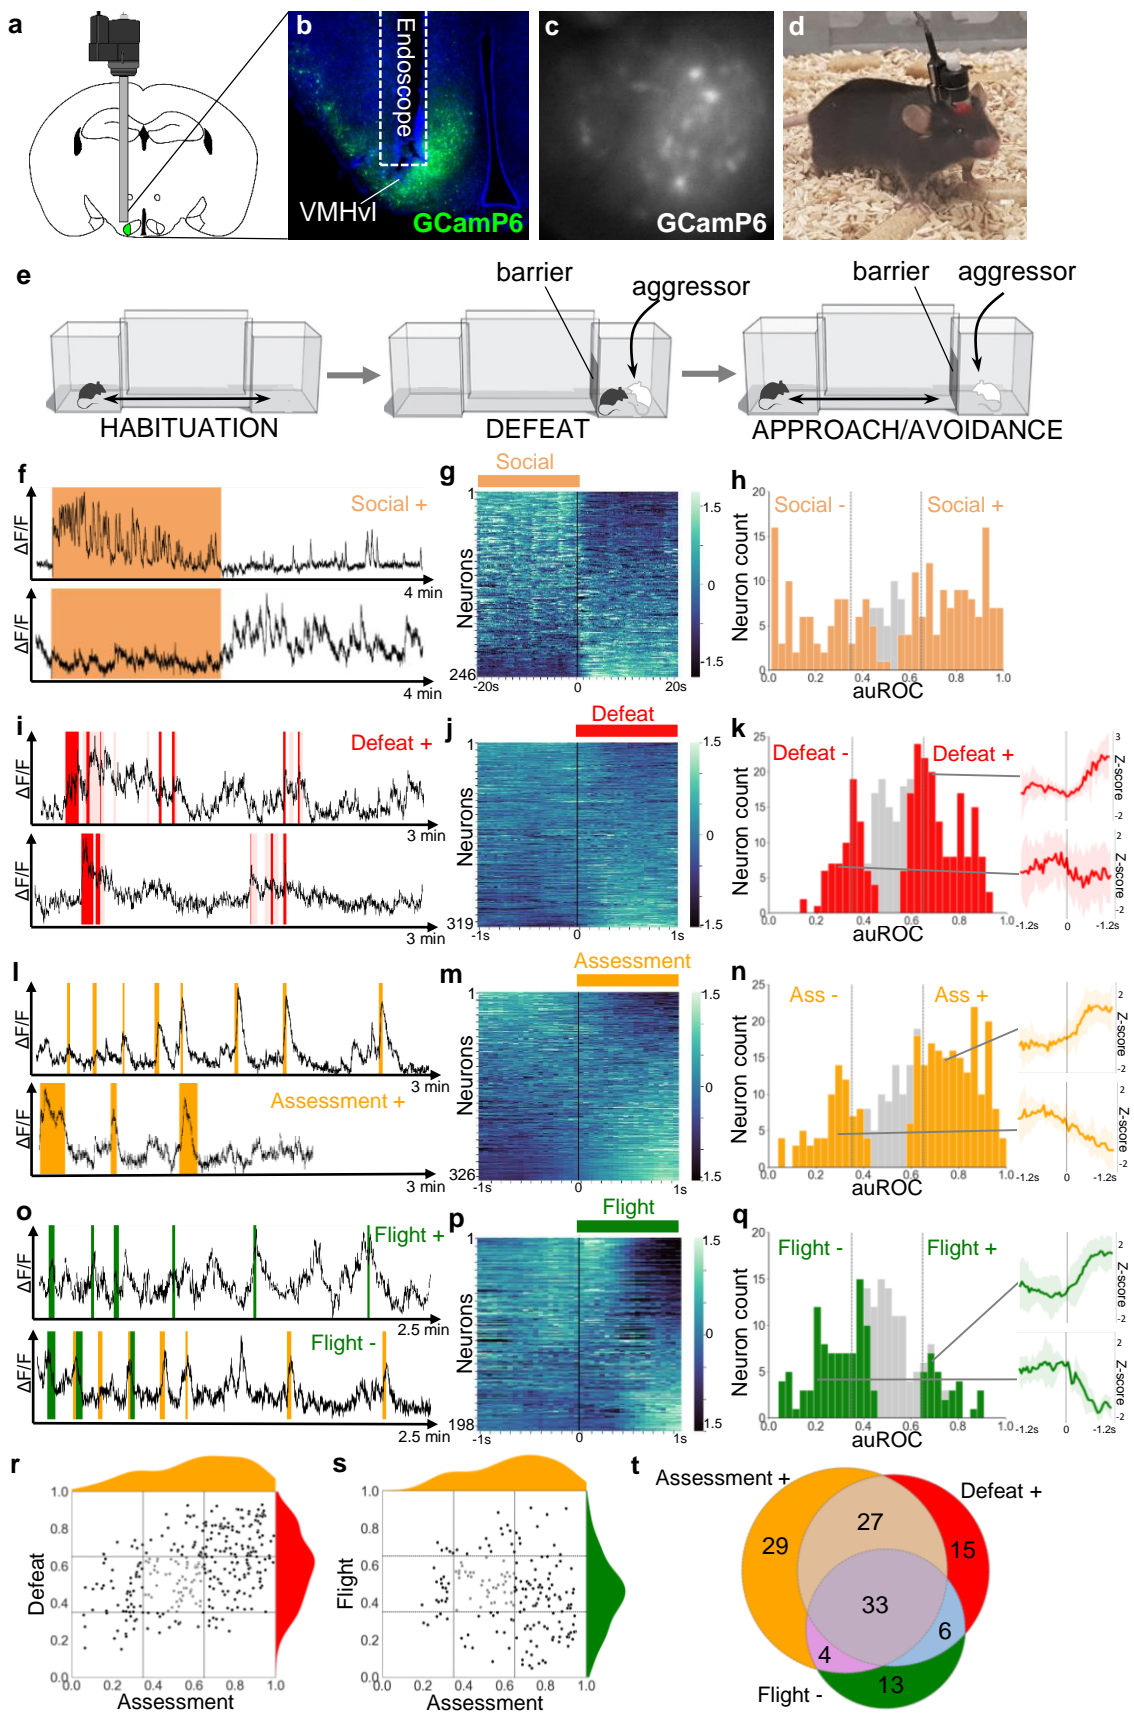 a
b
Endoscope
VMHvl
GCamP6
c
GCamP6
d
e
barrier
aggressor
barrier
aggressor
HABITUATION
DEFEAT
APPROACH/AVOIDANCE
f
Social +
ΔF/F
4 min
ΔF/F
4 min
g
Social
1
Neurons
246
-20s
0
20s
1.5
0
-1.5
h
Social -
Social +
Neuron count
20
15
10
5
0
0.0
0.2
0.4
0.6
0.8
1.0
auROC
i
Defeat +
ΔF/F
3 min
ΔF/F
3 min
j
Defeat
1
Neurons
319
-1s
0
1s
1.5
0
-1.5
k
Defeat -
Defeat +
Neuron count
25
20
15
10
5
0
0.0
0.2
0.4
0.6
0.8
1.0
auROC
3
Z-score
-2
2
Z-score
-2
-1.2s
0
-1.2s
l
ΔF/F
3 min
Assessment +
ΔF/F
3 min
m
Assessment
1
Neurons
326
-1s
0
1s
1.5
0
-1.5
n
Ass -
Ass +
Neuron count
25
20
15
10
5
0
0.0
0.2
0.4
0.6
0.8
1.0
auROC
2
Z-score
-2
2
Z-score
-2
-1.2s
0
-1.2s
o
Flight +
ΔF/F
2.5 min
Flight -
ΔF/F
2.5 min
p
Flight
1
Neurons
198
-1s
0
1s
1.5
0
1.5
q
Flight -
Flight +
Neuron count
20
15
10
5
0
0.0
0.2
0.4
0.6
0.8
1.0
auROC
2
Z-score
-2
2
Z-score
-2
-1.2s
0
-1.2s
r
Defeat
1.0
0.8
0.6
0.4
0.2
0.0
0.0
0.2
0.4
0.6
0.8
1.0
Assessment
s
Flight
1.0
0.8
0.6
0.4
0.2
0.0
0.0
0.2
0.4
0.6
0.8
1.0
Assessment
t
Assessment +
Defeat +
29
27
15
33
6
4
13
Flight -